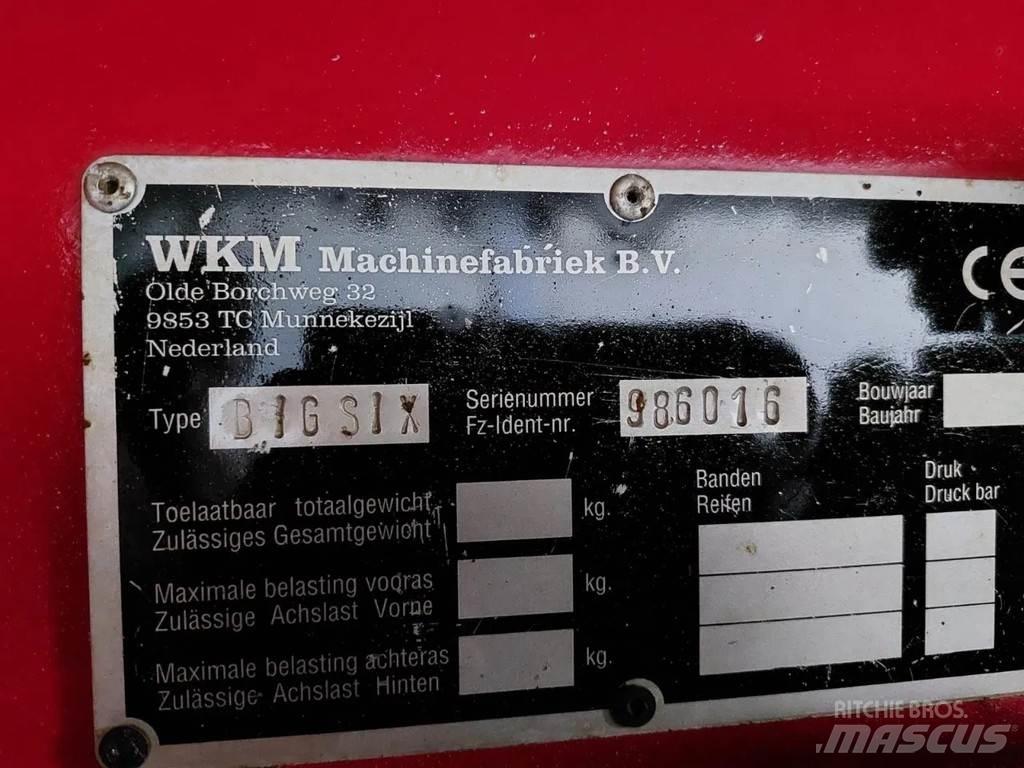 WKM Machinefabriek B.V.
Olde Borchweg 32
9853 TC Munnekezijl
Nederland
CE
Type BIGSIX
Serienummer
Fz-Ident-nr.
986016
Bouwjaar
Baujahr
Toelaatbaar totaalgewicht
Zulässiges Gesamtgewicht
kg.
Maximale belasting vooras
Zulässige Achslast Vorne
kg.
Maximale belasting achteras
Zulässige Achslast Hinten
kg.
Banden
Reifen
Druk
Druck bar
RITCHIE BROS.
MASCUS